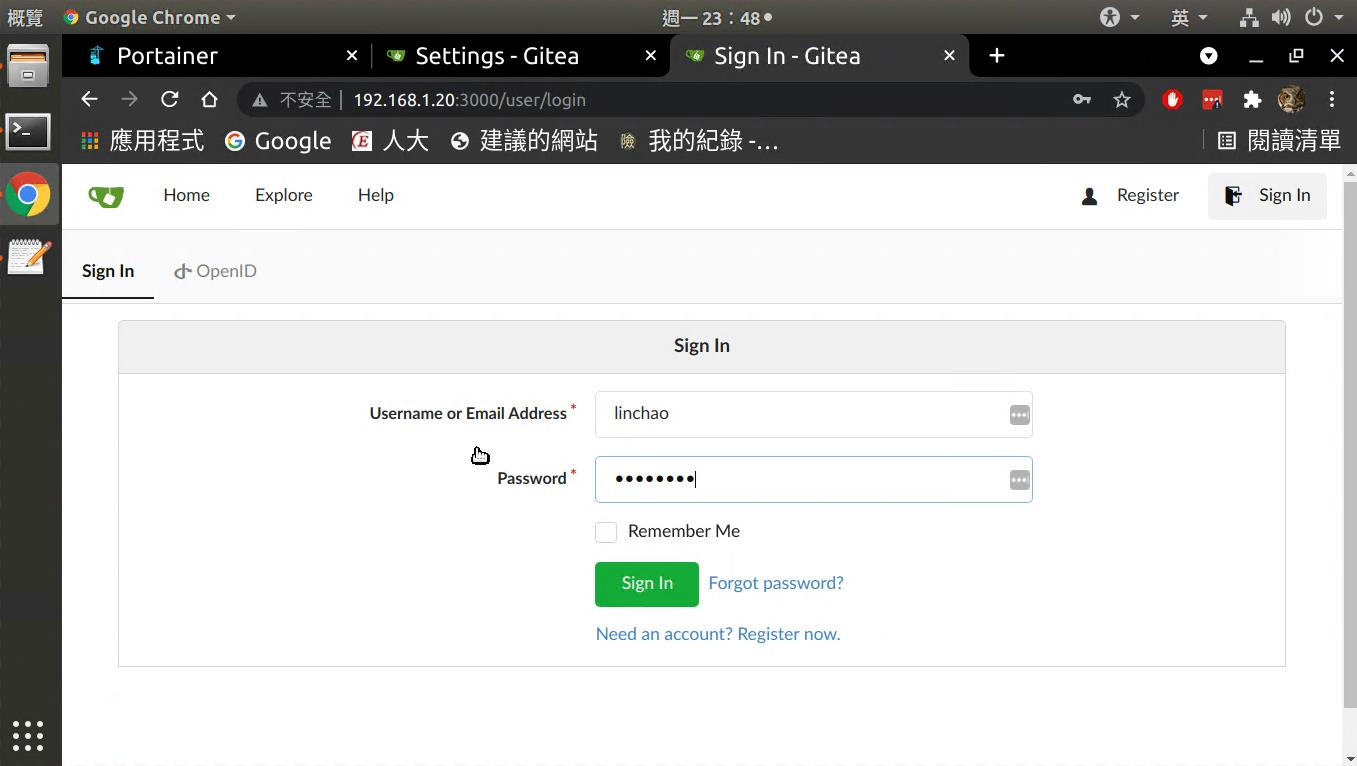 概覽 Google Chrome 週一 23：48 英
Portainer Settings - Gitea Sign In - Gitea
不安全 192.168.1.20:3000/user/login
應用程式 Google 人大 建議的網站 我的紀錄 -... 閱讀清單
Home Explore Help Register Sign In
Sign In OpenID
Sign In
Username or Email Address * linchao
Password * ••••••••
Remember Me
Sign In Forgot password?
Need an account? Register now.